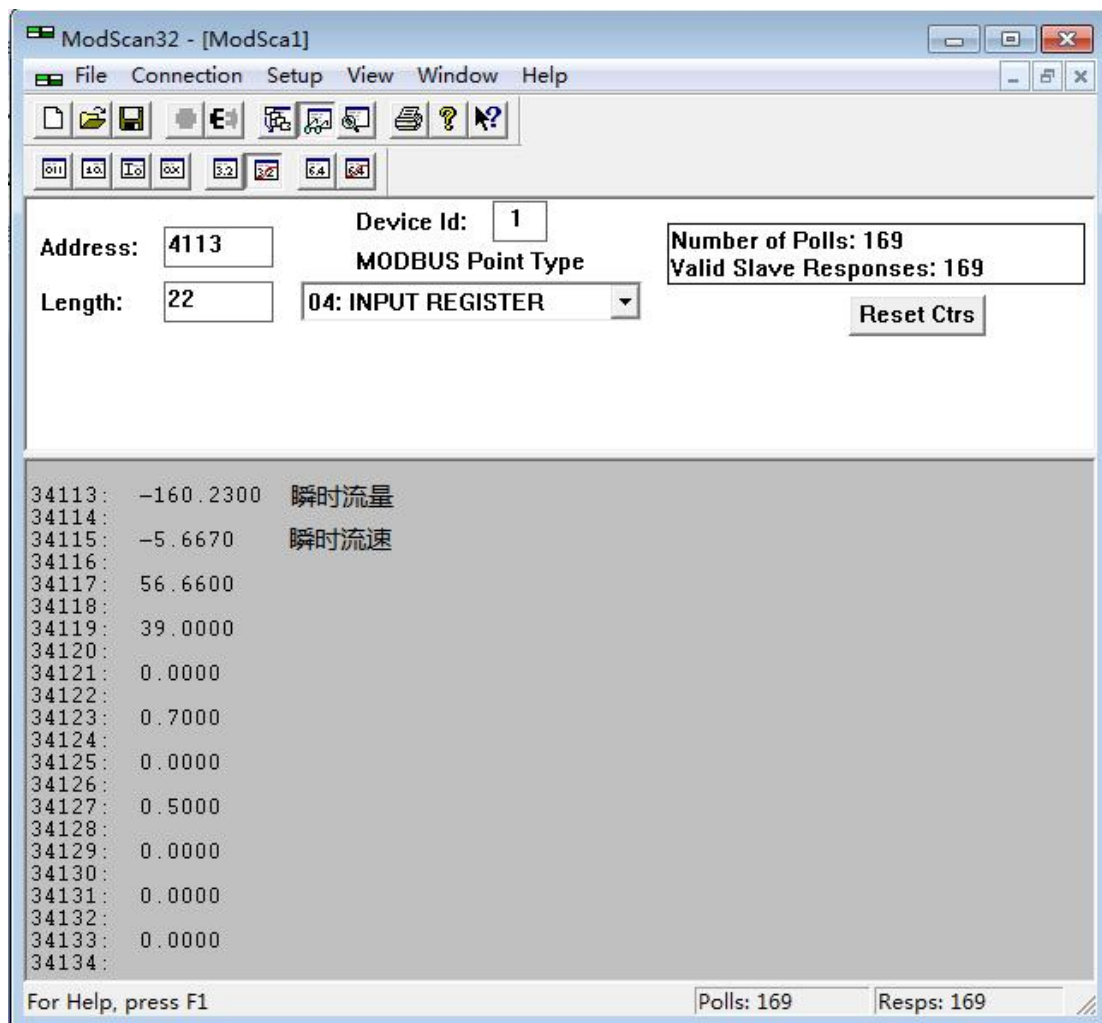 ModScan32 - [ModSca1]
File Connection Setup View Window Help
Address: 4113
Device Id: 1
MODBUS Point Type
Length: 22
04: INPUT REGISTER
Number of Polls: 169
Valid Slave Responses: 169
Reset Ctrs
34113: -160.2300 瞬时流量
34114:
34115: -5.6670 瞬时流速
34116:
34117: 56.6600
34118:
34119: 39.0000
34120:
34121: 0.0000
34122:
34123: 0.7000
34124:
34125: 0.0000
34126:
34127: 0.5000
34128:
34129: 0.0000
34130:
34131: 0.0000
34132:
34133: 0.0000
34134:
For Help, press F1
Polls: 169
Resps: 169